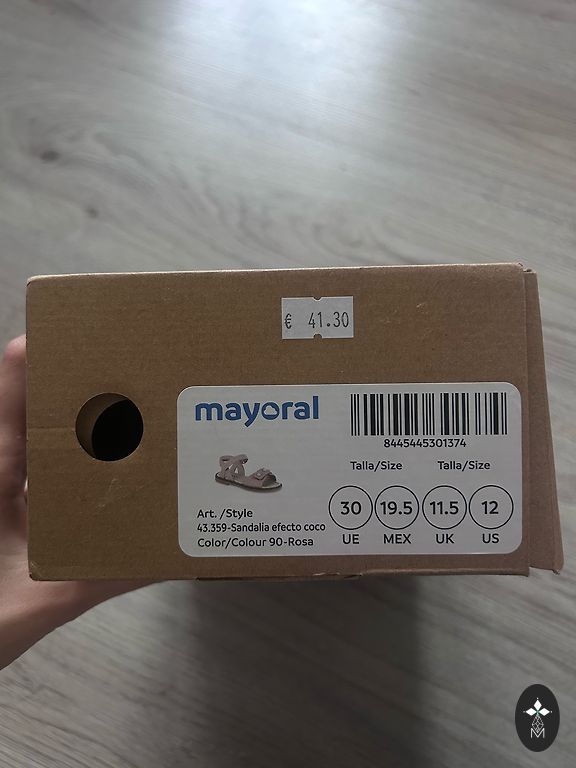 € 41.30
mayoral
8445445301374
Talla/Size Talla/Size
Art. /Style
43.359-Sandalia efecto coco
Color/Colour 90-Rosa
30 19.5 11.5 12
UE MEX UK US
M